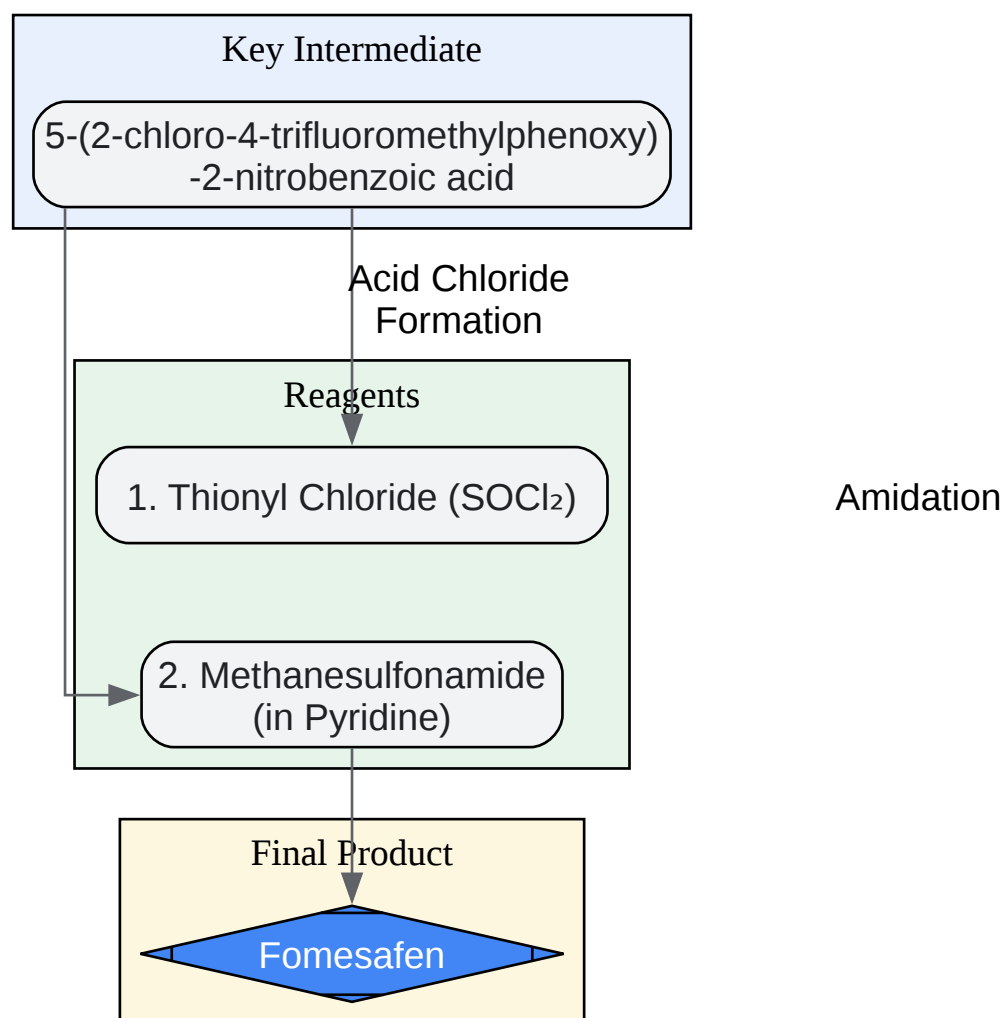 Key Intermediate
5-(2-chloro-4-trifluoromethylphenoxy)
-2-nitrobenzoic acid
Acid Chloride
Formation
Reagents
1. Thionyl Chloride (SOCl₂)
Amidation
2. Methanesulfonamide
(in Pyridine)
Final Product
Fomesafen